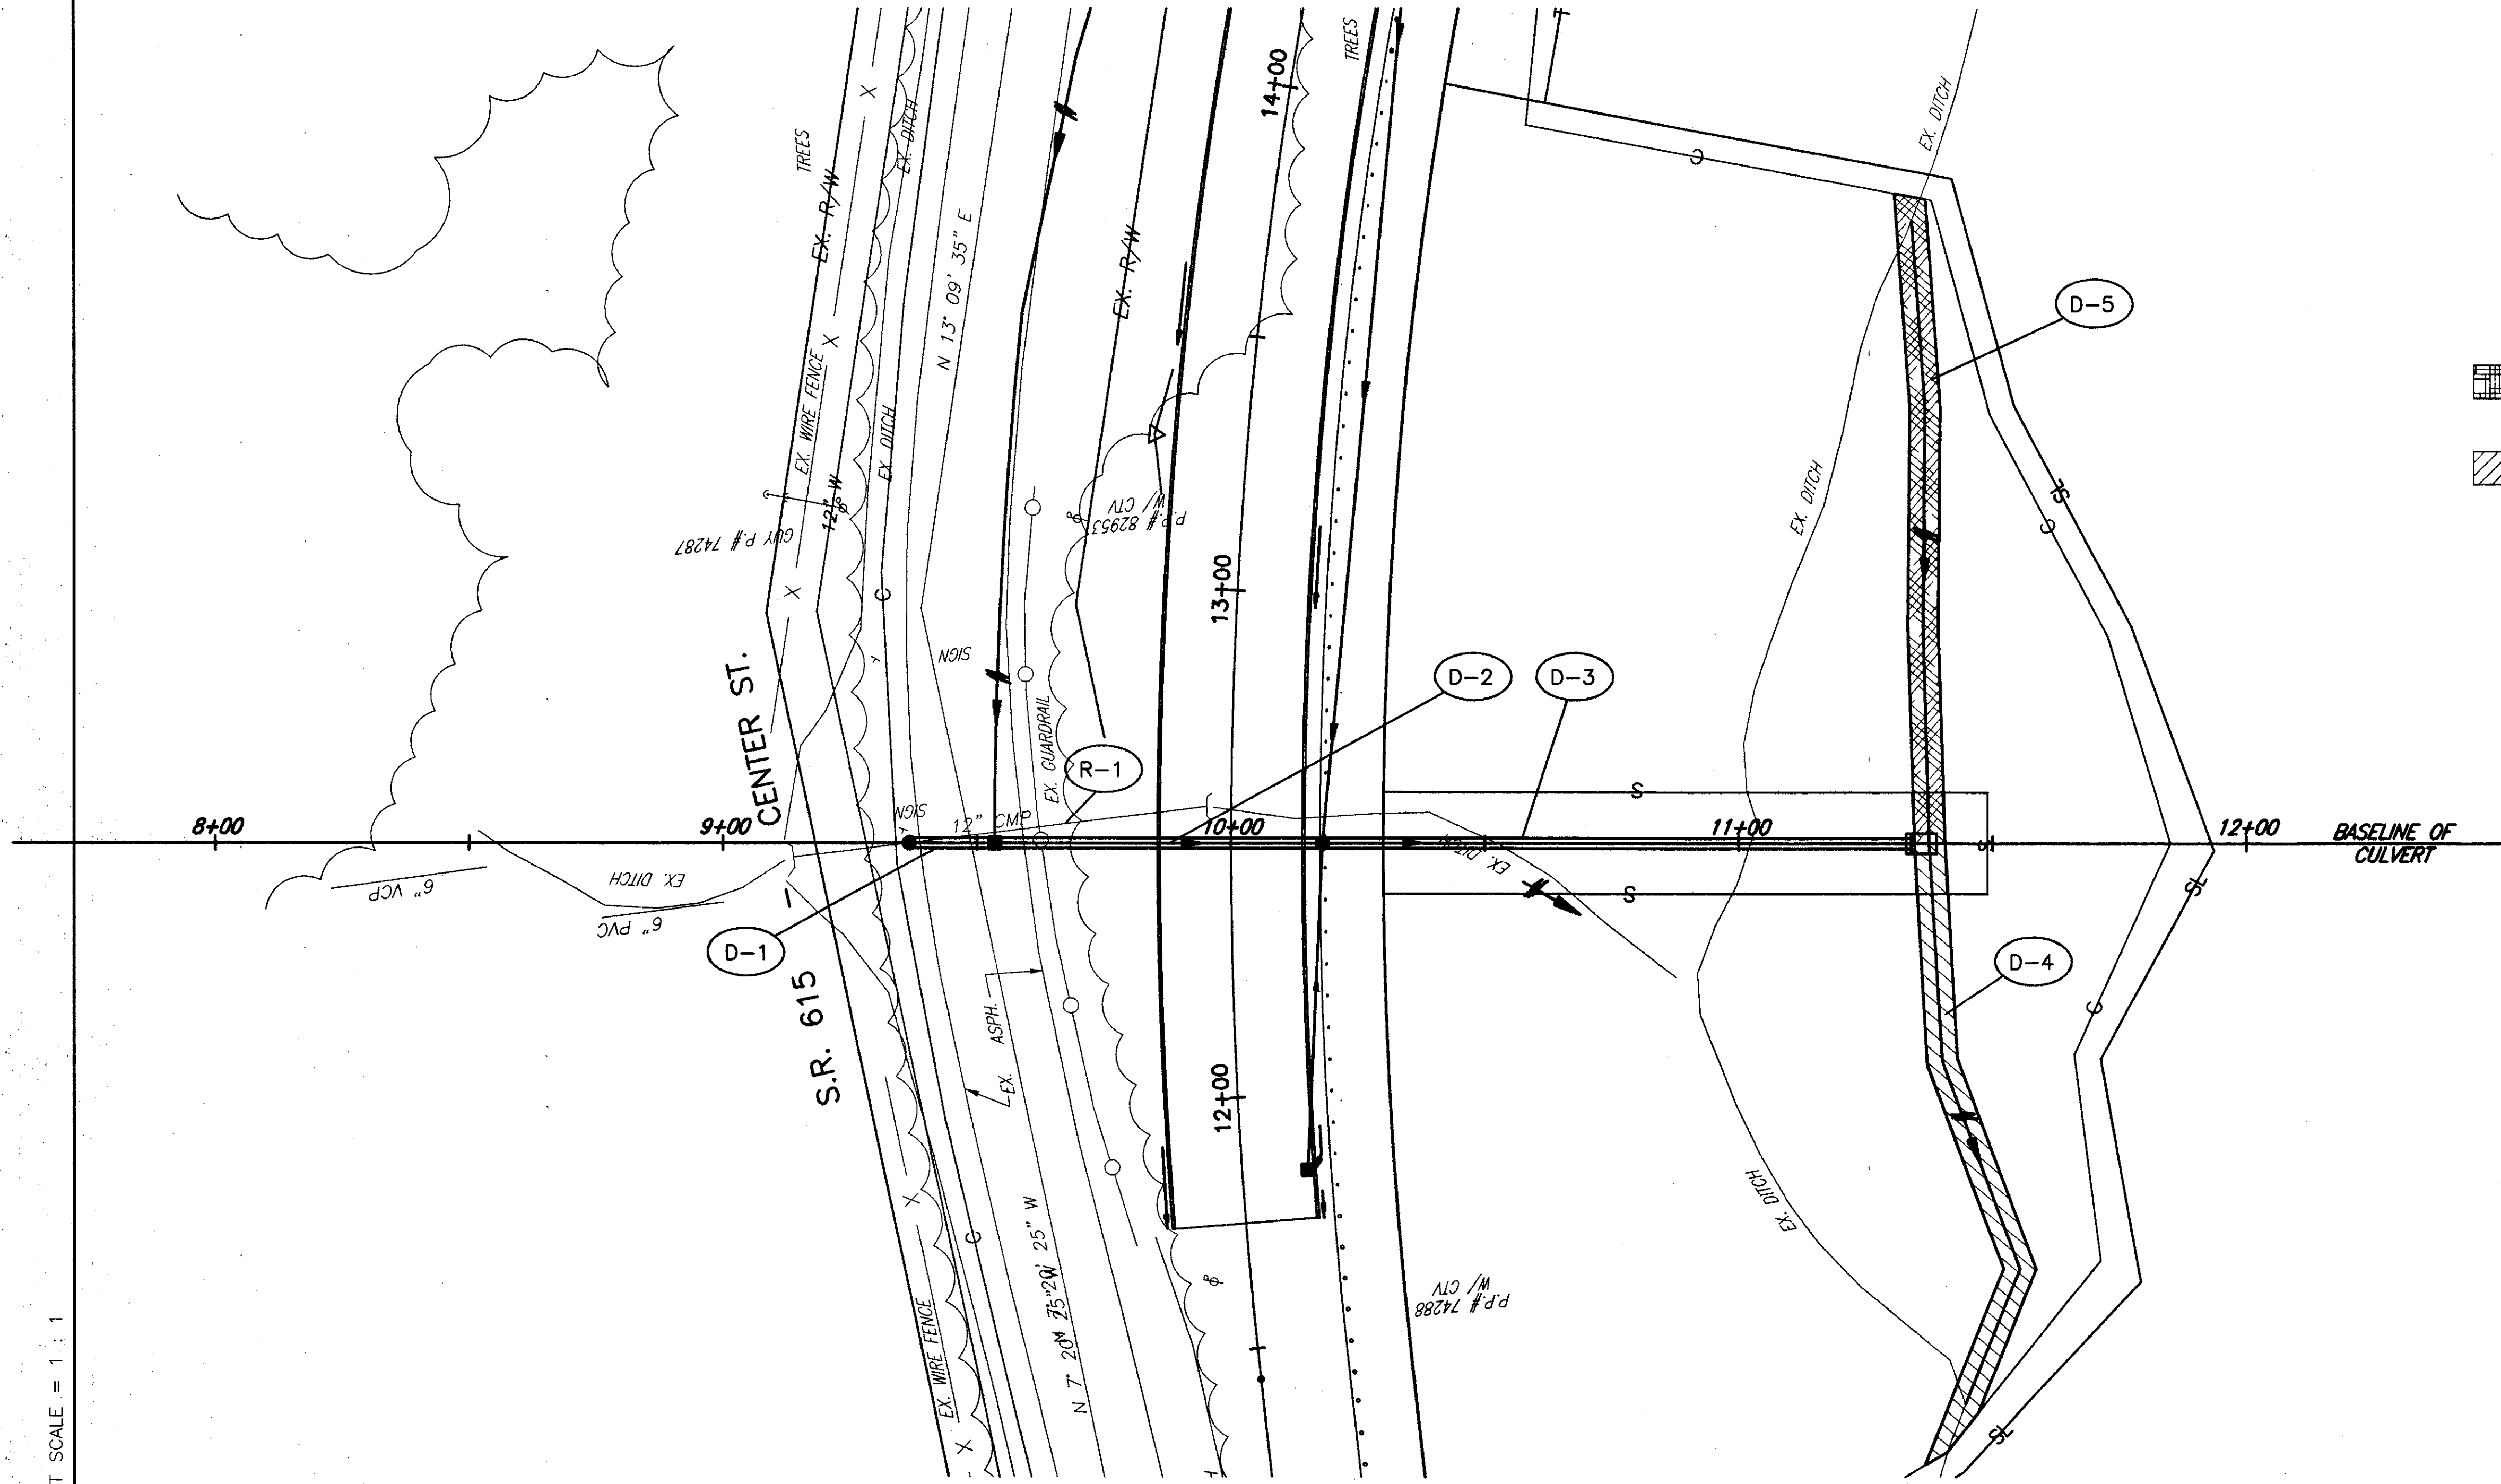 TREES
EX. DITCH
EX. R/W
X
TREES
14+00
EX. DITCH
N 13° 09' 35" E
EX. R/W
C
D-5
EX. WIRE FENCE
X
EX. DITCH
12" W
GUY P.# 74287
P.P.# 82953
W/ CTV
EX. DITCH
SL
C
X
C
13+00
SIGN
CENTER ST.
EX. GUARDRAIL
R-1
D-2
D-3
S
8+00
9+00
SIGN
12" CMP
10+00
11+00
12+00
BASELINE OF
CULVERT
EX. DITCH
6" VCP
EX. DITCH
6" PVC
S
SL
D-1
D-4
S.R. 615
ASPH.
EX.
C
12+00
X
C
EX. DITCH
N 7° 20' 25" W
P.P.# 74288
W/ CTV
EX. WIRE FENCE
X
SL
T SCALE = 1 : 1